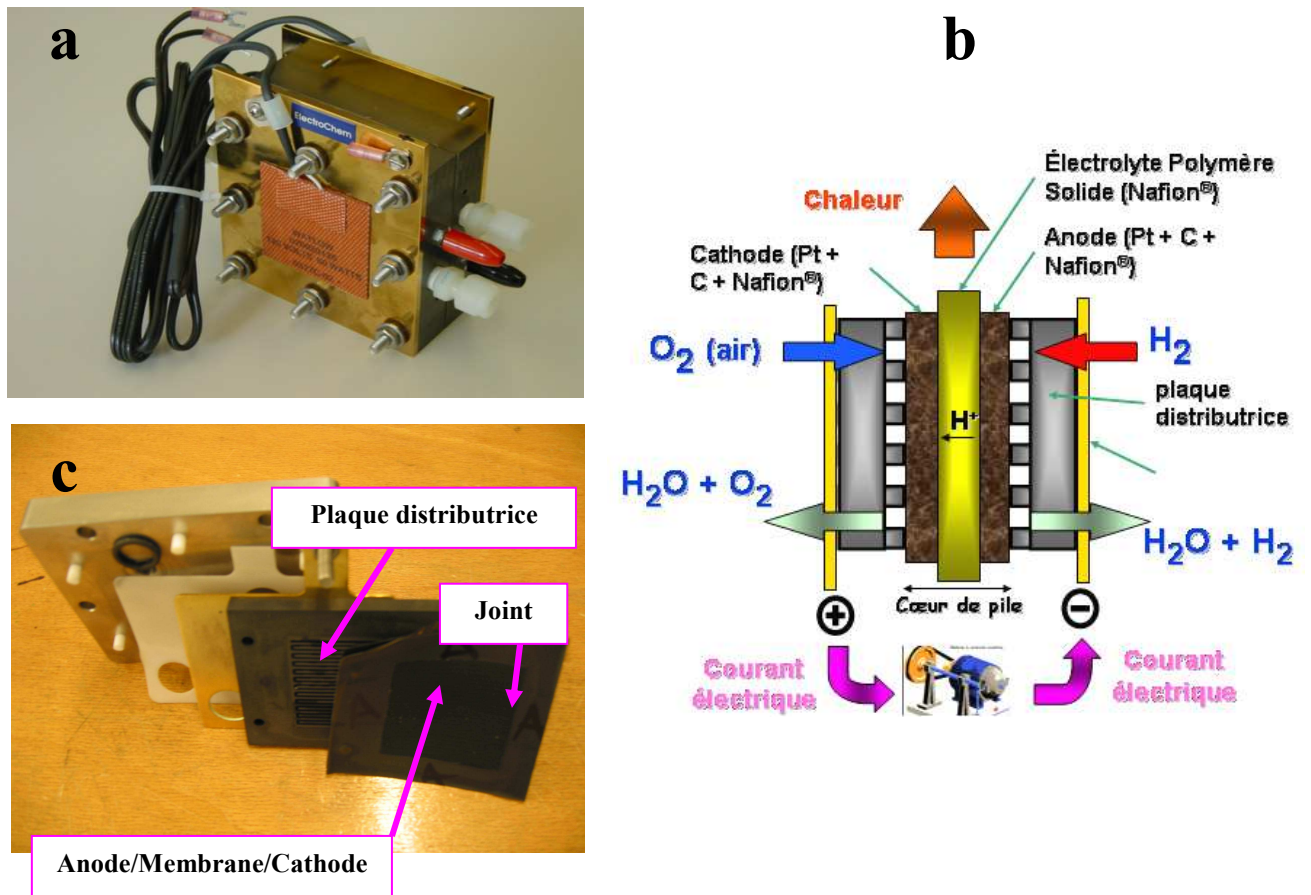 a
ElectroChem
b
Électrolyte Polymère
Solide (Nafion®)
Chaleur
Anode (Pt + C +
Nafion®)
Cathode (Pt +
C + Nafion®)
O2 (air)
H2
plaque
distributrice
H+
H2O + O2
H2O + H2
Cœur de pile
+
−
Courant
électrique
Courant
électrique
c
Plaque distributrice
Joint
A
A
A
Anode/Membrane/Cathode